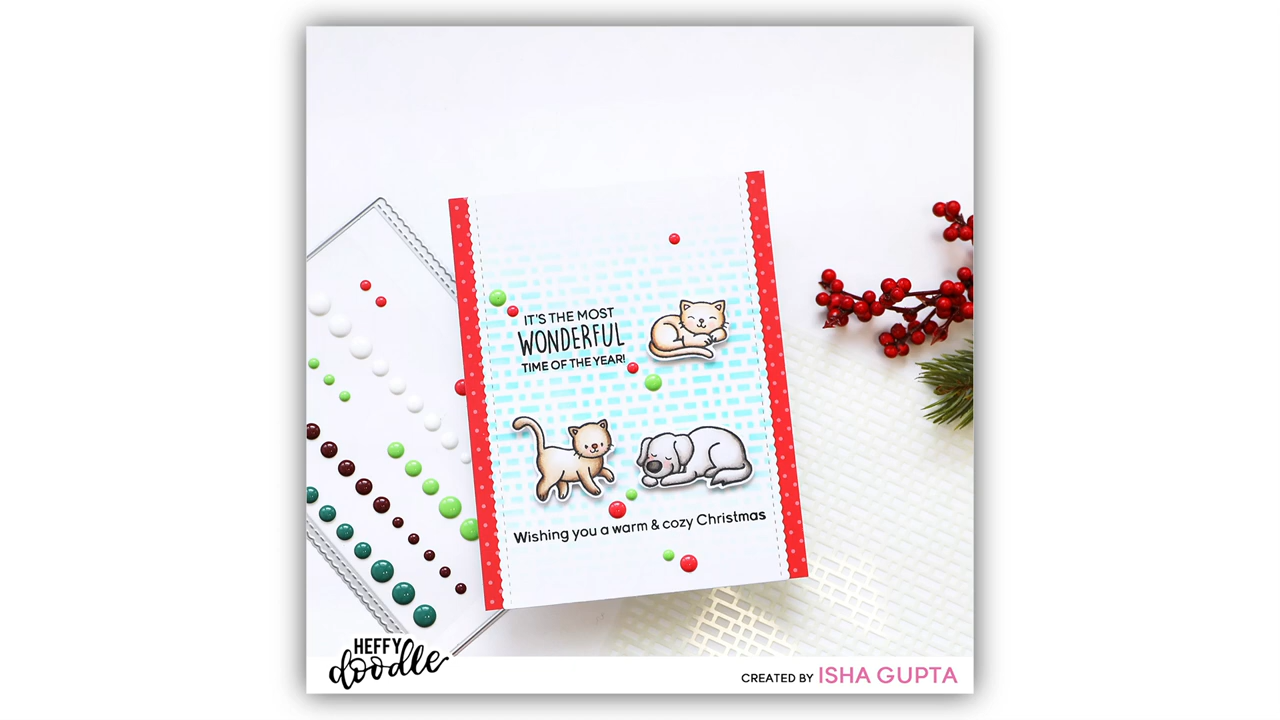 IT'S THE MOST
WONDERFUL
TIME OF THE YEAR!
Wishing you a warm & cozy Christmas
HEFFY
doodle
CREATED BY ISHA GUPTA